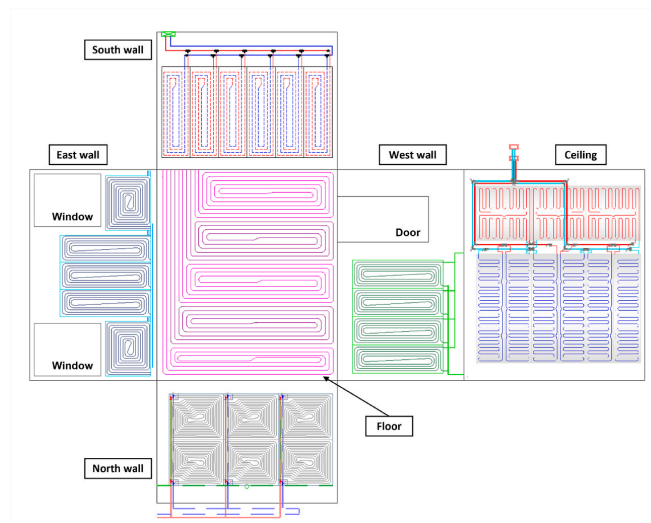 South wall
East wall
West wall
Ceiling
Window
Door
Window
Floor
North wall